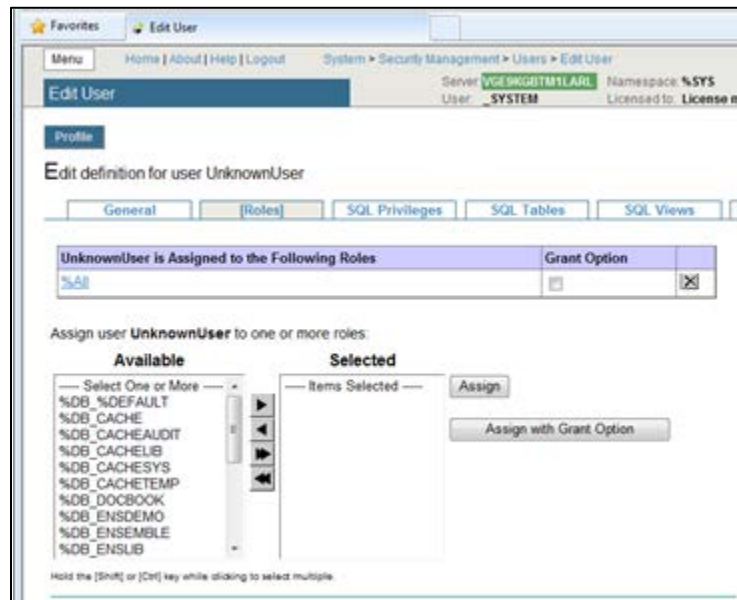 Favorites Edit User
Menu Home | About | Help | Logout System > Security Management > Users > Edit User
Edit User Server: VGE9KGBTM1LARL Namespace: %SYS
User: _SYSTEM Licensed to: License
Profile
Edit definition for user UnknownUser
General [Roles] SQL Privileges SQL Tables SQL Views
UnknownUser is Assigned to the Following Roles Grant Option
%All
Assign user UnknownUser to one or more roles:
Available Selected
---- Select One or More ---- ---- Items Selected ---- Assign
%DB_%DEFAULT
%DB_CACHE
%DB_CACHEAUDIT Assign with Grant Option
%DB_CACHELIB
%DB_CACHESYS
%DB_CACHETEMP
%DB_DOCBOOK
%DB_ENSDEMO
%DB_ENSEMBLE
%DB_ENSLIB
Hold the [Shift] or [Ctrl] key while clicking to select multiple.